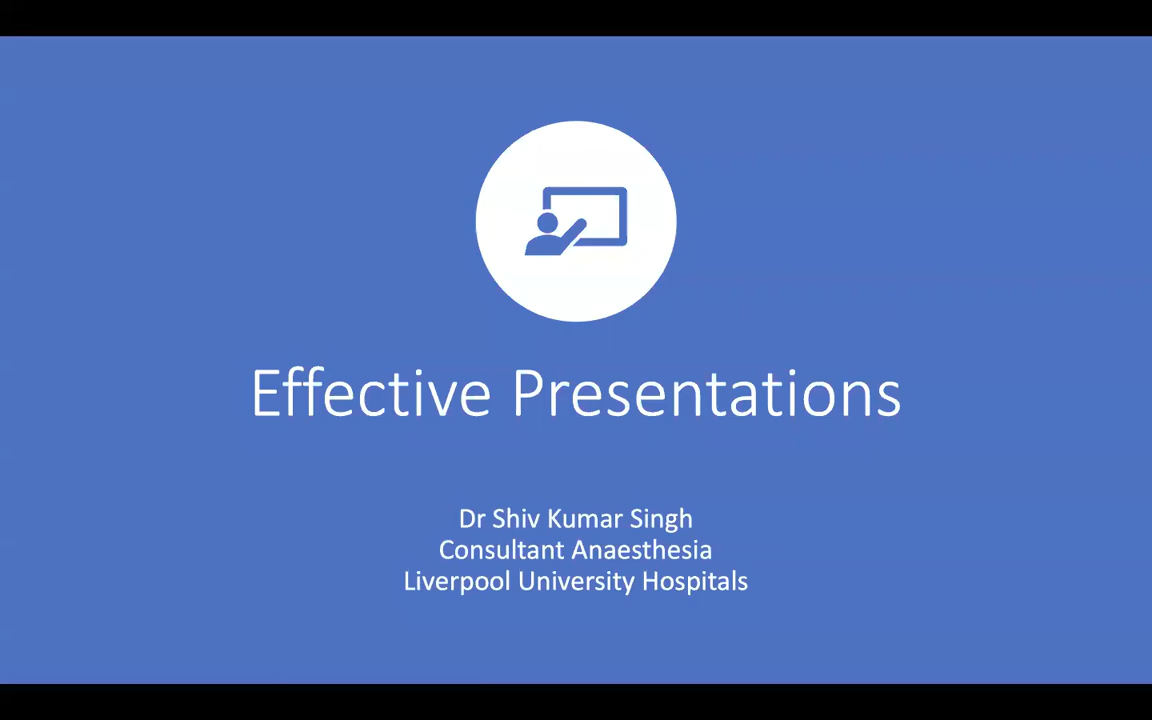 Effective Presentations
Dr Shiv Kumar Singh
Consultant Anaesthesia
Liverpool University Hospitals